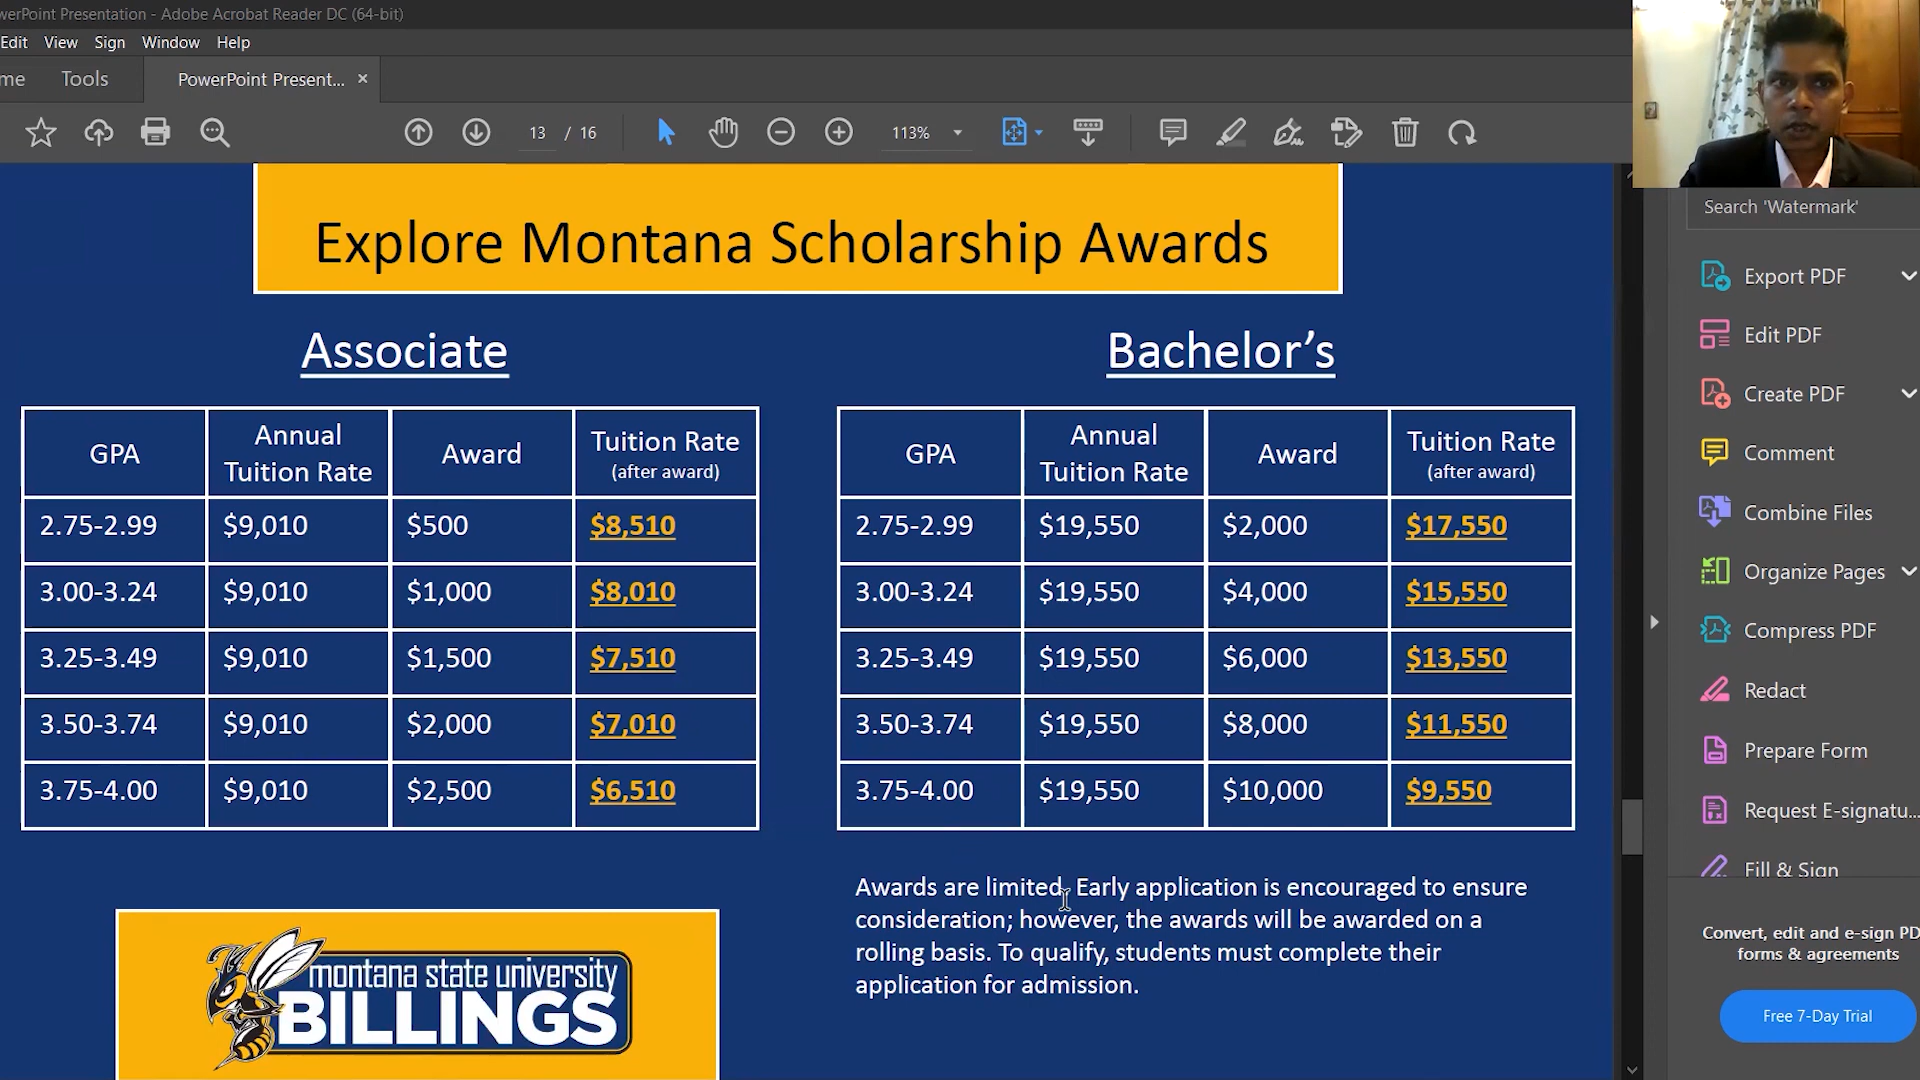 werPoint Presentation - Adobe Acrobat Reader DC (64-bit)
Edit View Sign Window Help
me Tools PowerPoint Present... ×
13 / 16 113%
Explore Montana Scholarship Awards
Associate
GPA Annual Tuition Rate Award Tuition Rate (after award)
2.75-2.99 $9,010 $500 $8,510
3.00-3.24 $9,010 $1,000 $8,010
3.25-3.49 $9,010 $1,500 $7,510
3.50-3.74 $9,010 $2,000 $7,010
3.75-4.00 $9,010 $2,500 $6,510
Bachelor’s
GPA Annual Tuition Rate Award Tuition Rate (after award)
2.75-2.99 $19,550 $2,000 $17,550
3.00-3.24 $19,550 $4,000 $15,550
3.25-3.49 $19,550 $6,000 $13,550
3.50-3.74 $19,550 $8,000 $11,550
3.75-4.00 $19,550 $10,000 $9,550
Awards are limited. Early application is encouraged to ensure
consideration; however, the awards will be awarded on a
rolling basis. To qualify, students must complete their
application for admission.
montana state university
BILLINGS
Search 'Watermark'
Export PDF
Edit PDF
Create PDF
Comment
Combine Files
Organize Pages
Compress PDF
Redact
Prepare Form
Request E-signatu...
Fill & Sign
Convert, edit and e-sign PD
forms & agreements
Free 7-Day Trial